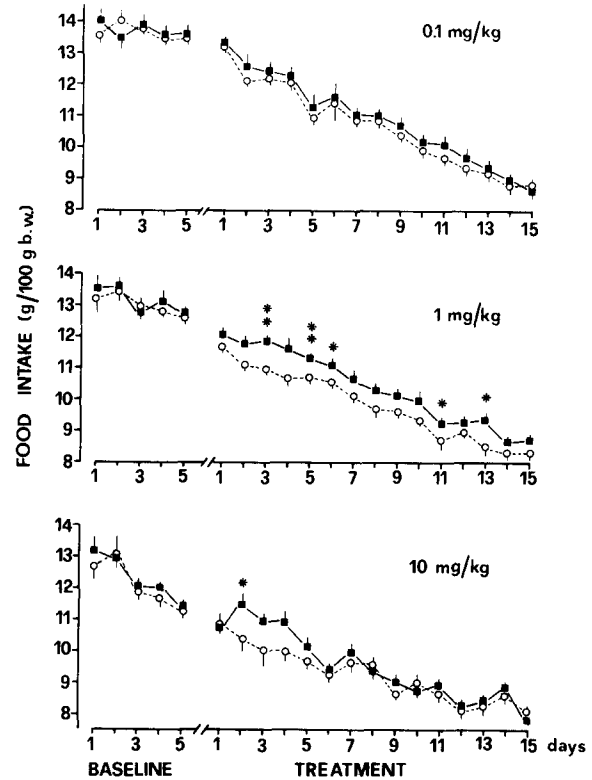 FOOD INTAKE (g/100 g b.w.)
14
13
12
11
10
9
8
0.1 mg/kg
1 3 5 1 3 5 7 9 11 13 15
14
13
12
11
10
9
8
1 mg/kg
* * * * * * *
1 3 5 1 3 5 7 9 11 13 15
14
13
12
11
10
9
8
10 mg/kg
*
1 3 5 1 3 5 7 9 11 13 15 days
BASELINE TREATMENT